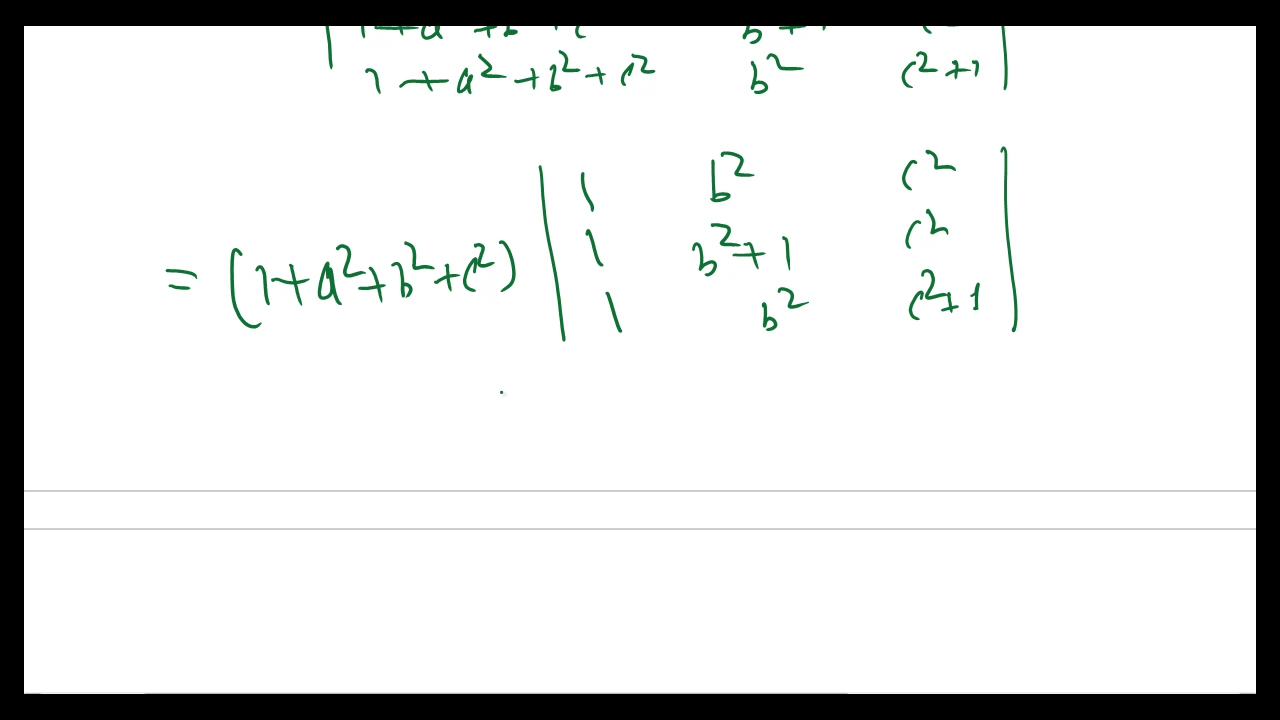 1 + a² + b² + c² b² c² + 1
1 b² c²
1 b² + 1 c²
= (1 + a² + b² + c²)
1 b² c² + 1